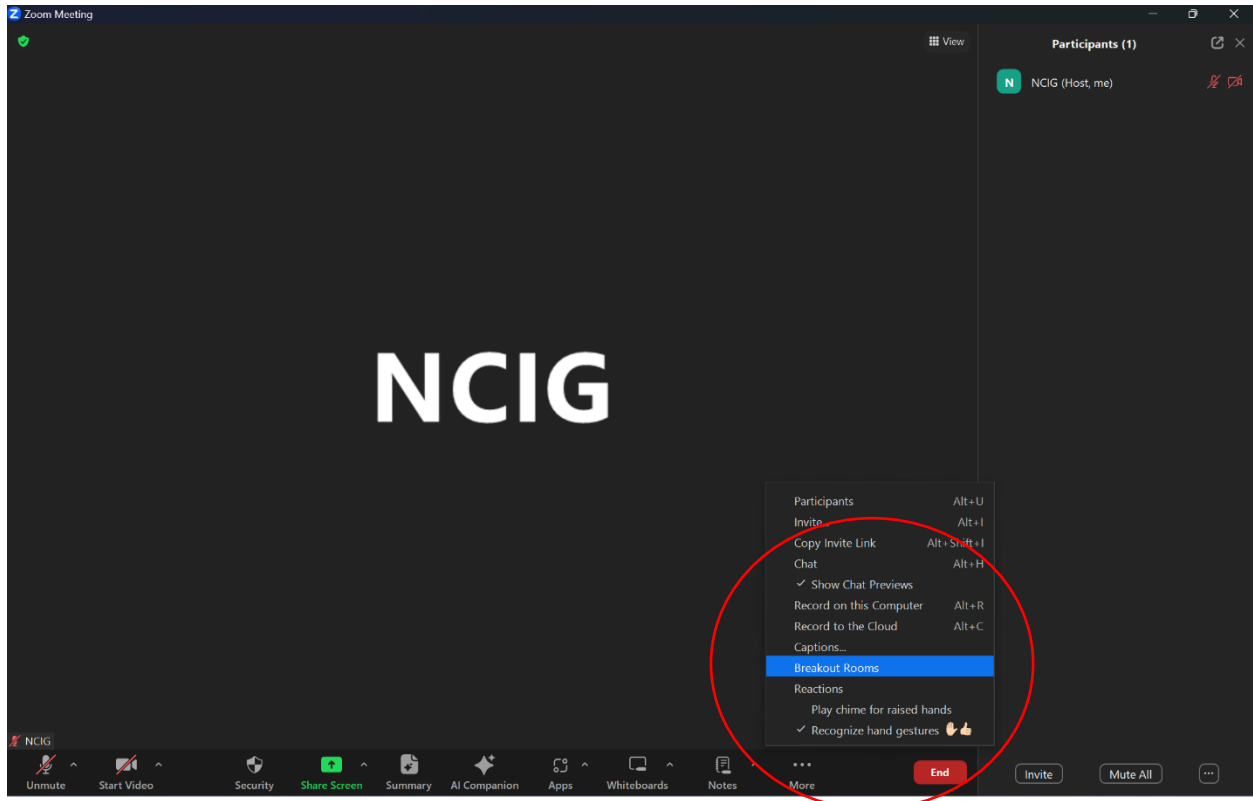 Zoom Meeting
View
Participants (1)
N NCIG (Host, me)
NCIG
Participants Alt+U
Invite... Alt+I
Copy Invite Link Alt+Shift+I
Chat Alt+H
✓ Show Chat Previews
Record on this Computer Alt+R
Record to the Cloud Alt+C
Captions...
Breakout Rooms
Reactions
Play chime for raised hands
✓ Recognize hand gestures ✋👍
NCIG
Unmute Start Video Security Share Screen Summary AI Companion Apps Whiteboards Notes More End Invite Mute All ...